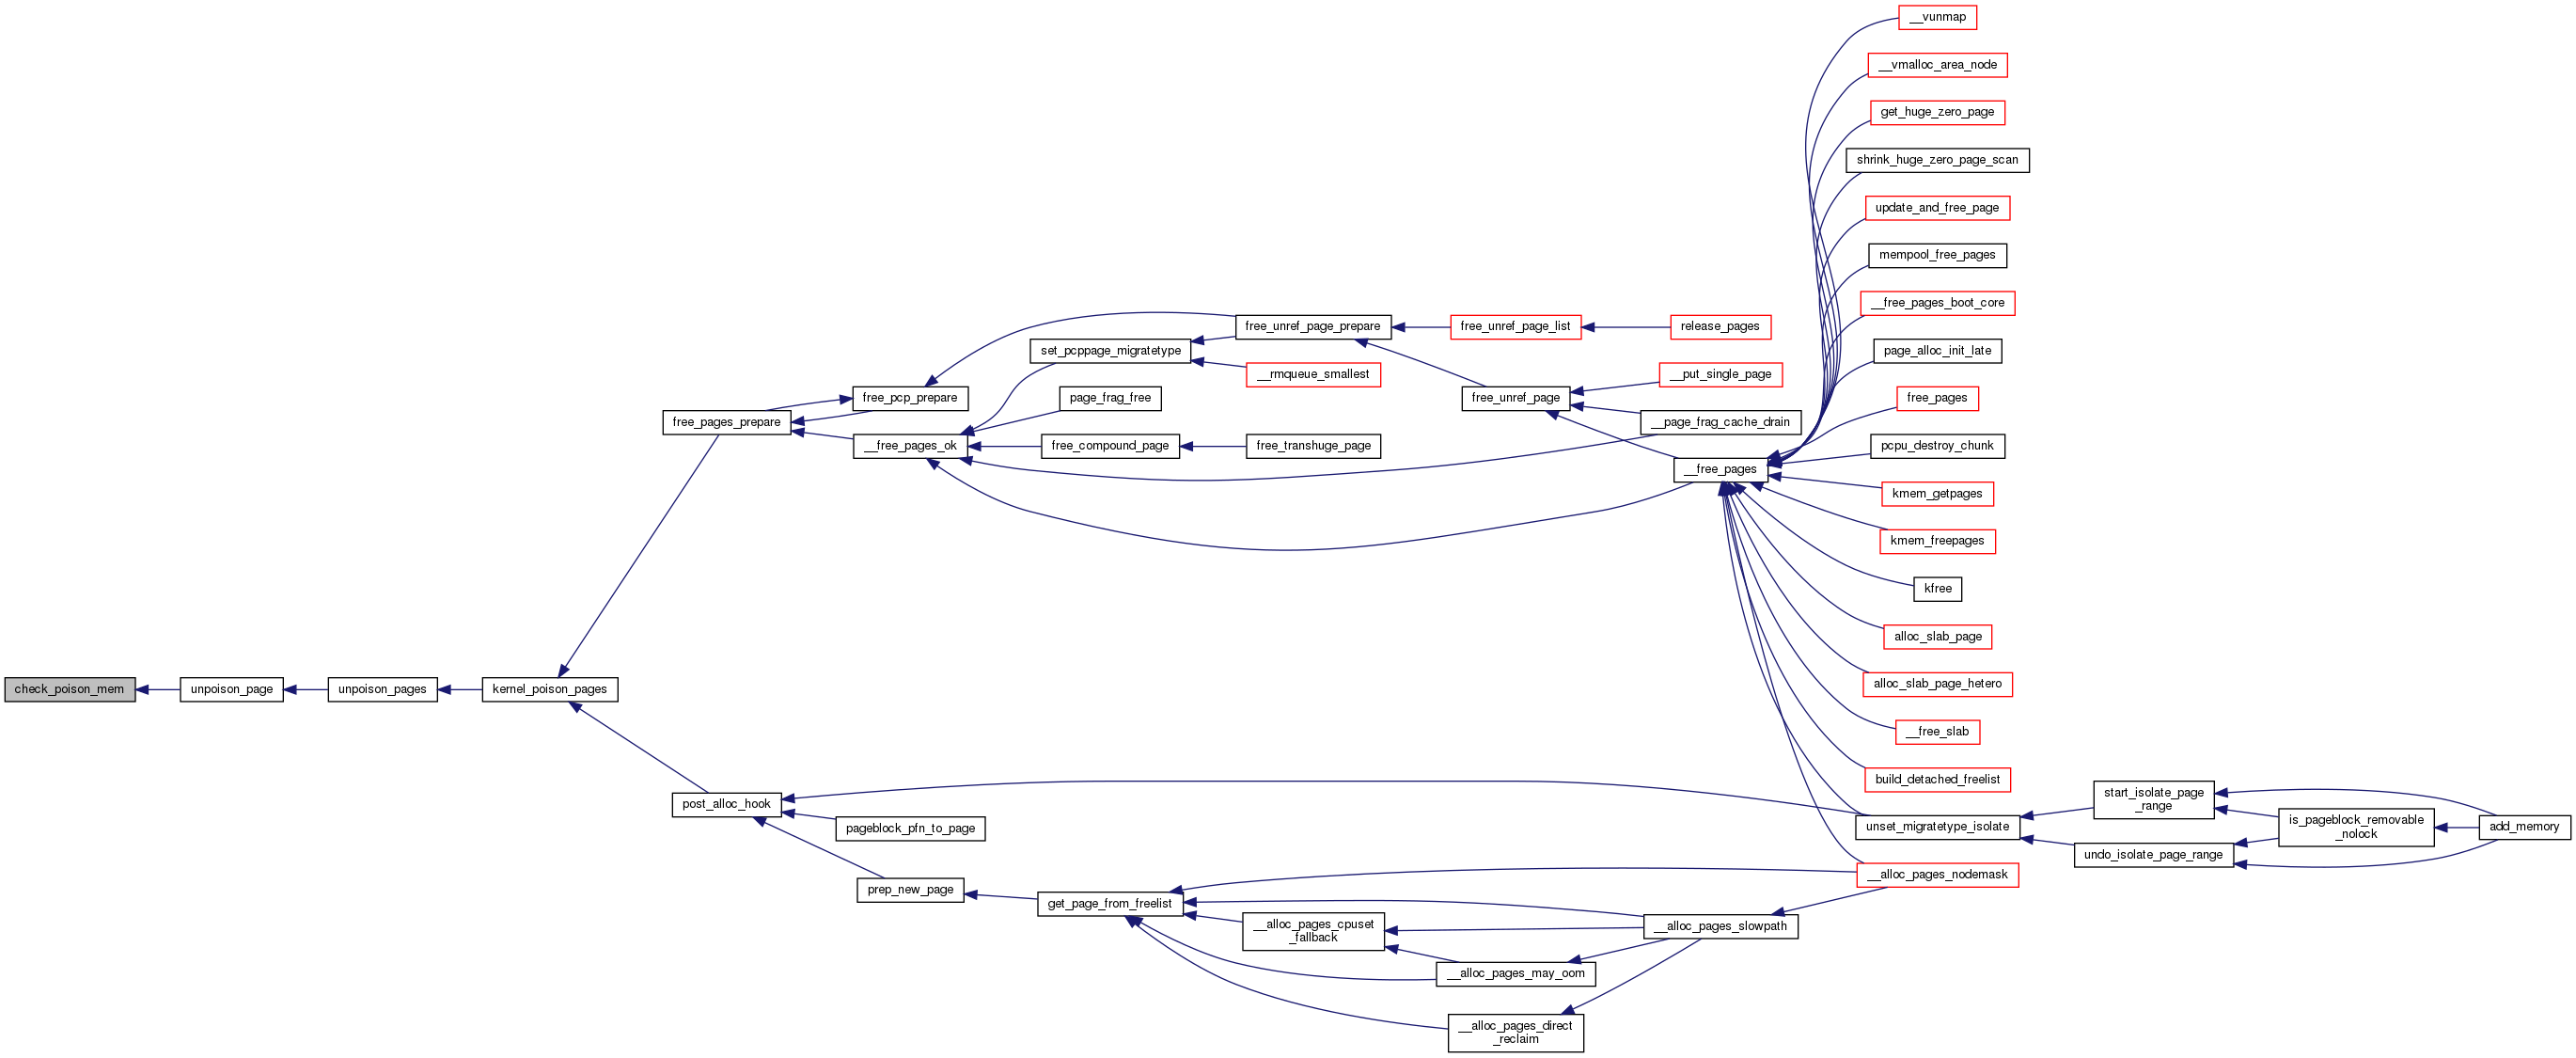 __vunmap
__vmalloc_area_node
get_huge_zero_page
shrink_huge_zero_page_scan
update_and_free_page
mempool_free_pages
__free_pages_boot_core
free_unref_page_prepare
free_unref_page_list
release_pages
set_pcppage_migratetype
page_alloc_init_late
__rmqueue_smallest
__put_single_page
free_pcp_prepare
page_frag_free
free_unref_page
free_pages
free_pages_prepare
__page_frag_cache_drain
__free_pages_ok
free_compound_page
free_transhuge_page
pcpu_destroy_chunk
__free_pages
kmem_getpages
kmem_freepages
kfree
alloc_slab_page
alloc_slab_page_hetero
check_poison_mem
unpoison_page
unpoison_pages
kernel_poison_pages
__free_slab
build_detached_freelist
post_alloc_hook
start_isolate_page
_range
pageblock_pfn_to_page
unset_migratetype_isolate
is_pageblock_removable
_nolock
add_memory
undo_isolate_page_range
prep_new_page
__alloc_pages_nodemask
get_page_from_freelist
__alloc_pages_cpuset
_fallback
__alloc_pages_slowpath
__alloc_pages_may_oom
__alloc_pages_direct
_reclaim